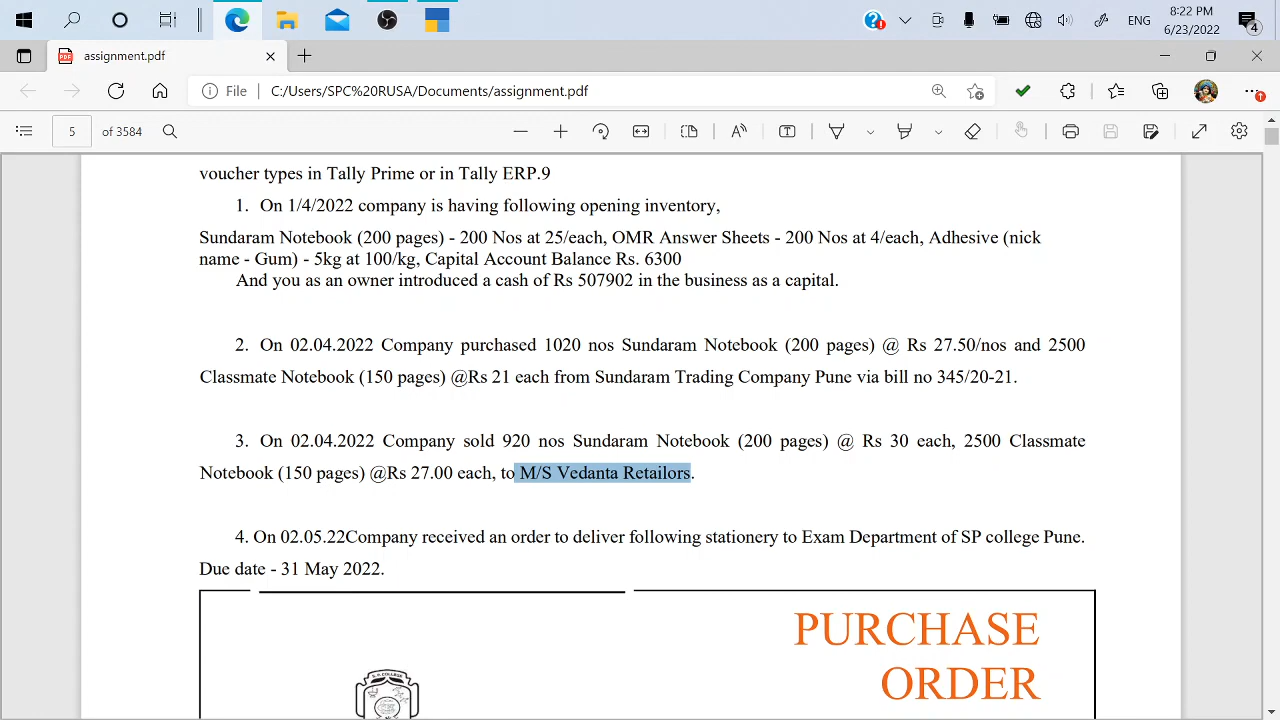 ENG
8:22 PM
6/23/2022
4
assignment.pdf
File
C:/Users/SPC%20RUSA/Documents/assignment.pdf
5 of 3584
voucher types in Tally Prime or in Tally ERP.9
1. On 1/4/2022 company is having following opening inventory,
Sundaram Notebook (200 pages) - 200 Nos at 25/each, OMR Answer Sheets - 200 Nos at 4/each, Adhesive (nick
name - Gum) - 5kg at 100/kg, Capital Account Balance Rs. 6300
And you as an owner introduced a cash of Rs 507902 in the business as a capital.
2. On 02.04.2022 Company purchased 1020 nos Sundaram Notebook (200 pages) @ Rs 27.50/nos and 2500
Classmate Notebook (150 pages) @Rs 21 each from Sundaram Trading Company Pune via bill no 345/20-21.
3. On 02.04.2022 Company sold 920 nos Sundaram Notebook (200 pages) @ Rs 30 each, 2500 Classmate
Notebook (150 pages) @Rs 27.00 each, to M/S Vedanta Retailors.
4. On 02.05.22Company received an order to deliver following stationery to Exam Department of SP college Pune.
Due date - 31 May 2022.
PURCHASE
ORDER